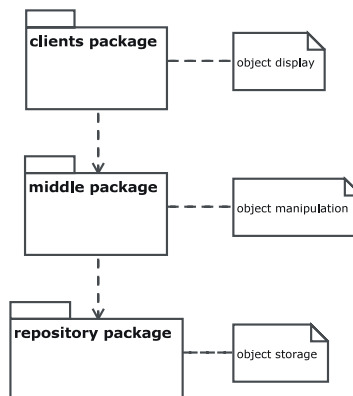 clients package
object display
middle package
object manipulation
repository package
object storage